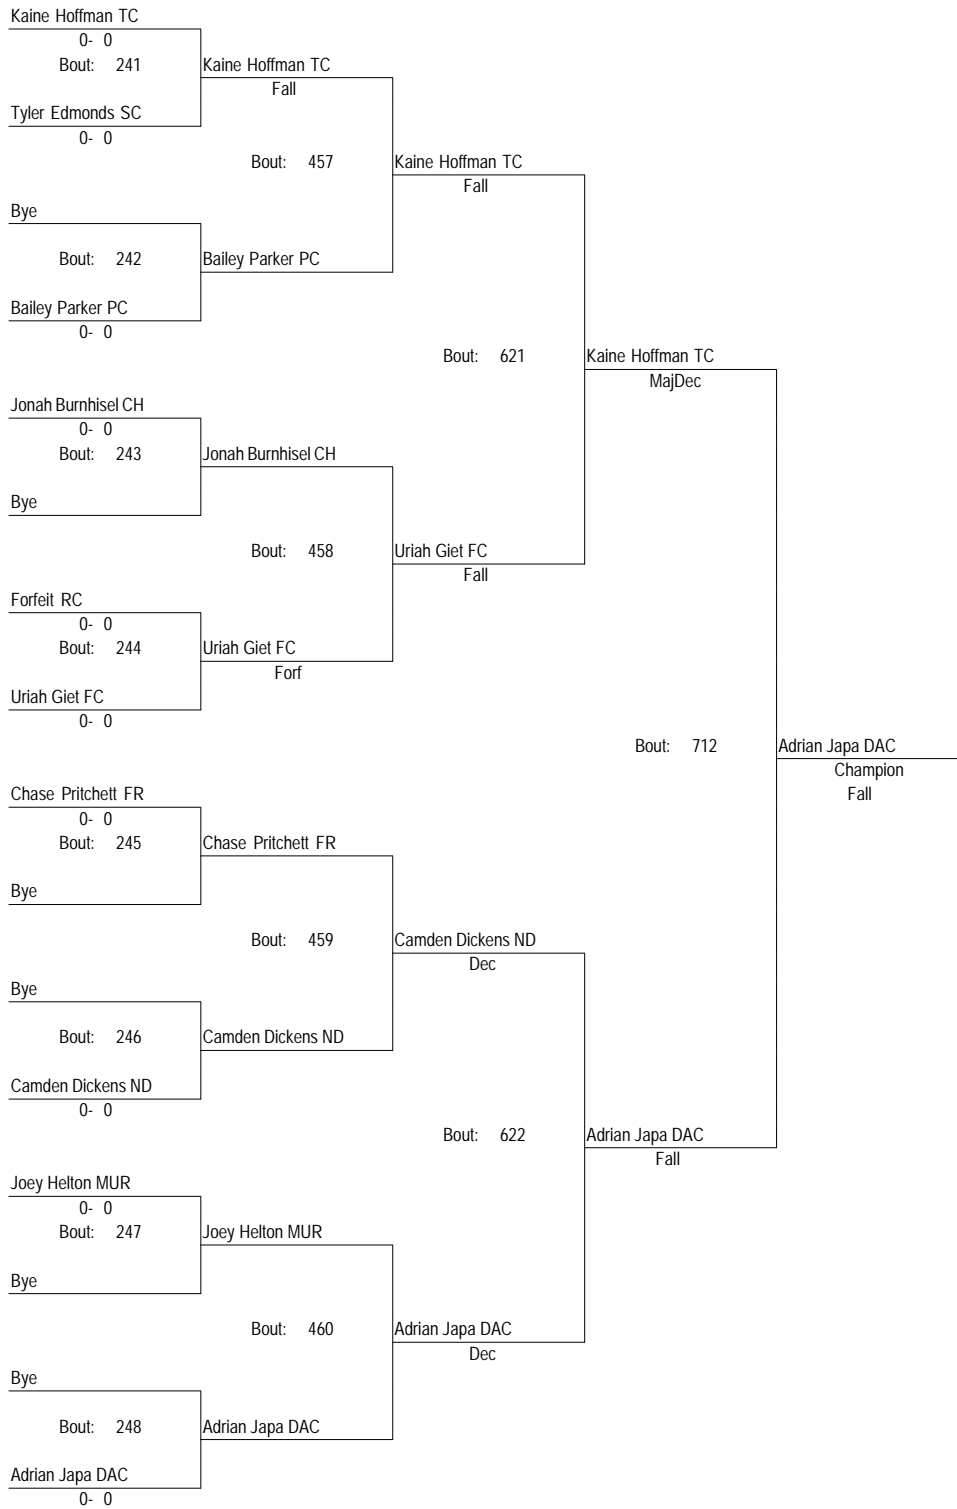 Kaine Hoffman TC
0- 0
Bout: 241
Kaine Hoffman TC
Fall
Tyler Edmonds SC
0- 0
Bout: 457
Kaine Hoffman TC
Fall
Bye
Bout: 242
Bailey Parker PC
Bailey Parker PC
0- 0
Bout: 621
Kaine Hoffman TC
MajDec
Jonah Burnhisel CH
0- 0
Bout: 243
Jonah Burnhisel CH
Bye
Bout: 458
Uriah Giet FC
Fall
Forfeit RC
0- 0
Bout: 244
Uriah Giet FC
Forf
Uriah Giet FC
0- 0
Bout: 712
Adrian Japa DAC
Champion
Fall
Chase Pritchett FR
0- 0
Bout: 245
Chase Pritchett FR
Bye
Bout: 459
Camden Dickens ND
Dec
Bye
Bout: 246
Camden Dickens ND
Camden Dickens ND
0- 0
Bout: 622
Adrian Japa DAC
Fall
Joey Helton MUR
0- 0
Bout: 247
Joey Helton MUR
Bye
Bout: 460
Adrian Japa DAC
Dec
Bye
Bout: 248
Adrian Japa DAC
Adrian Japa DAC
0- 0